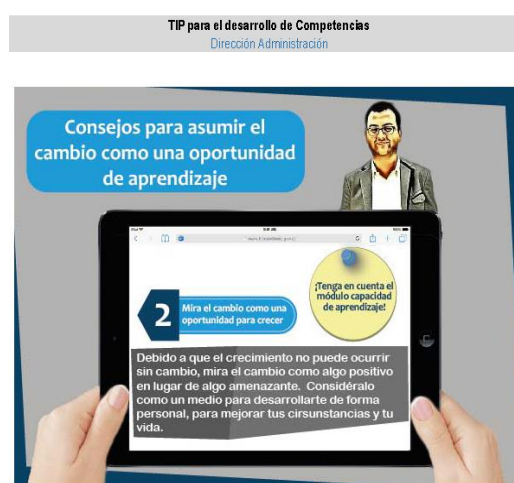 TIP para el desarrollo de Competencias
Dirección Administración
Consejos para asumir el
cambio como una oportunidad
de aprendizaje
¡Tenga en cuenta el
módulo capacidad
de aprendizaje!
2
Mira el cambio como una
oportunidad para crecer
Debido a que el crecimiento no puede ocurrir
sin cambio, mira el cambio como algo positivo
en lugar de algo amenazante. Considéralo
como un medio para desarrollarte de forma
personal, para mejorar tus cirsunstancias y tu
vida.